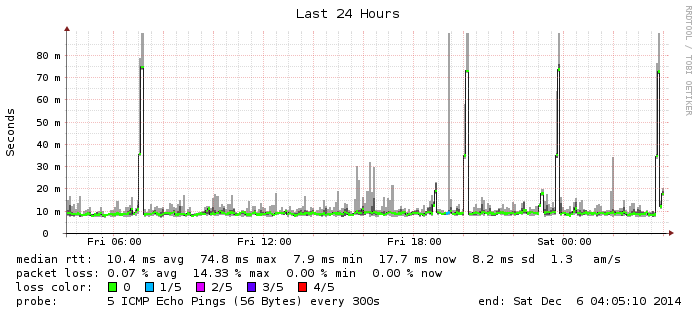 Last 24 Hours
RRDTOOL / TOBI OETIKER
Seconds
80 m
70 m
60 m
50 m
40 m
30 m
20 m
10 m
0
Fri 06:00 Fri 12:00 Fri 18:00 Sat 00:00
median rtt: 10.4 ms avg 74.8 ms max 7.9 ms min 17.7 ms now 8.2 ms sd 1.3 am/s
packet loss: 0.07 % avg 14.33 % max 0.00 % min 0.00 % now
loss color: 0 1/5 2/5 3/5 4/5
probe: 5 ICMP Echo Pings (56 Bytes) every 300s end: Sat Dec 6 04:05:10 2014